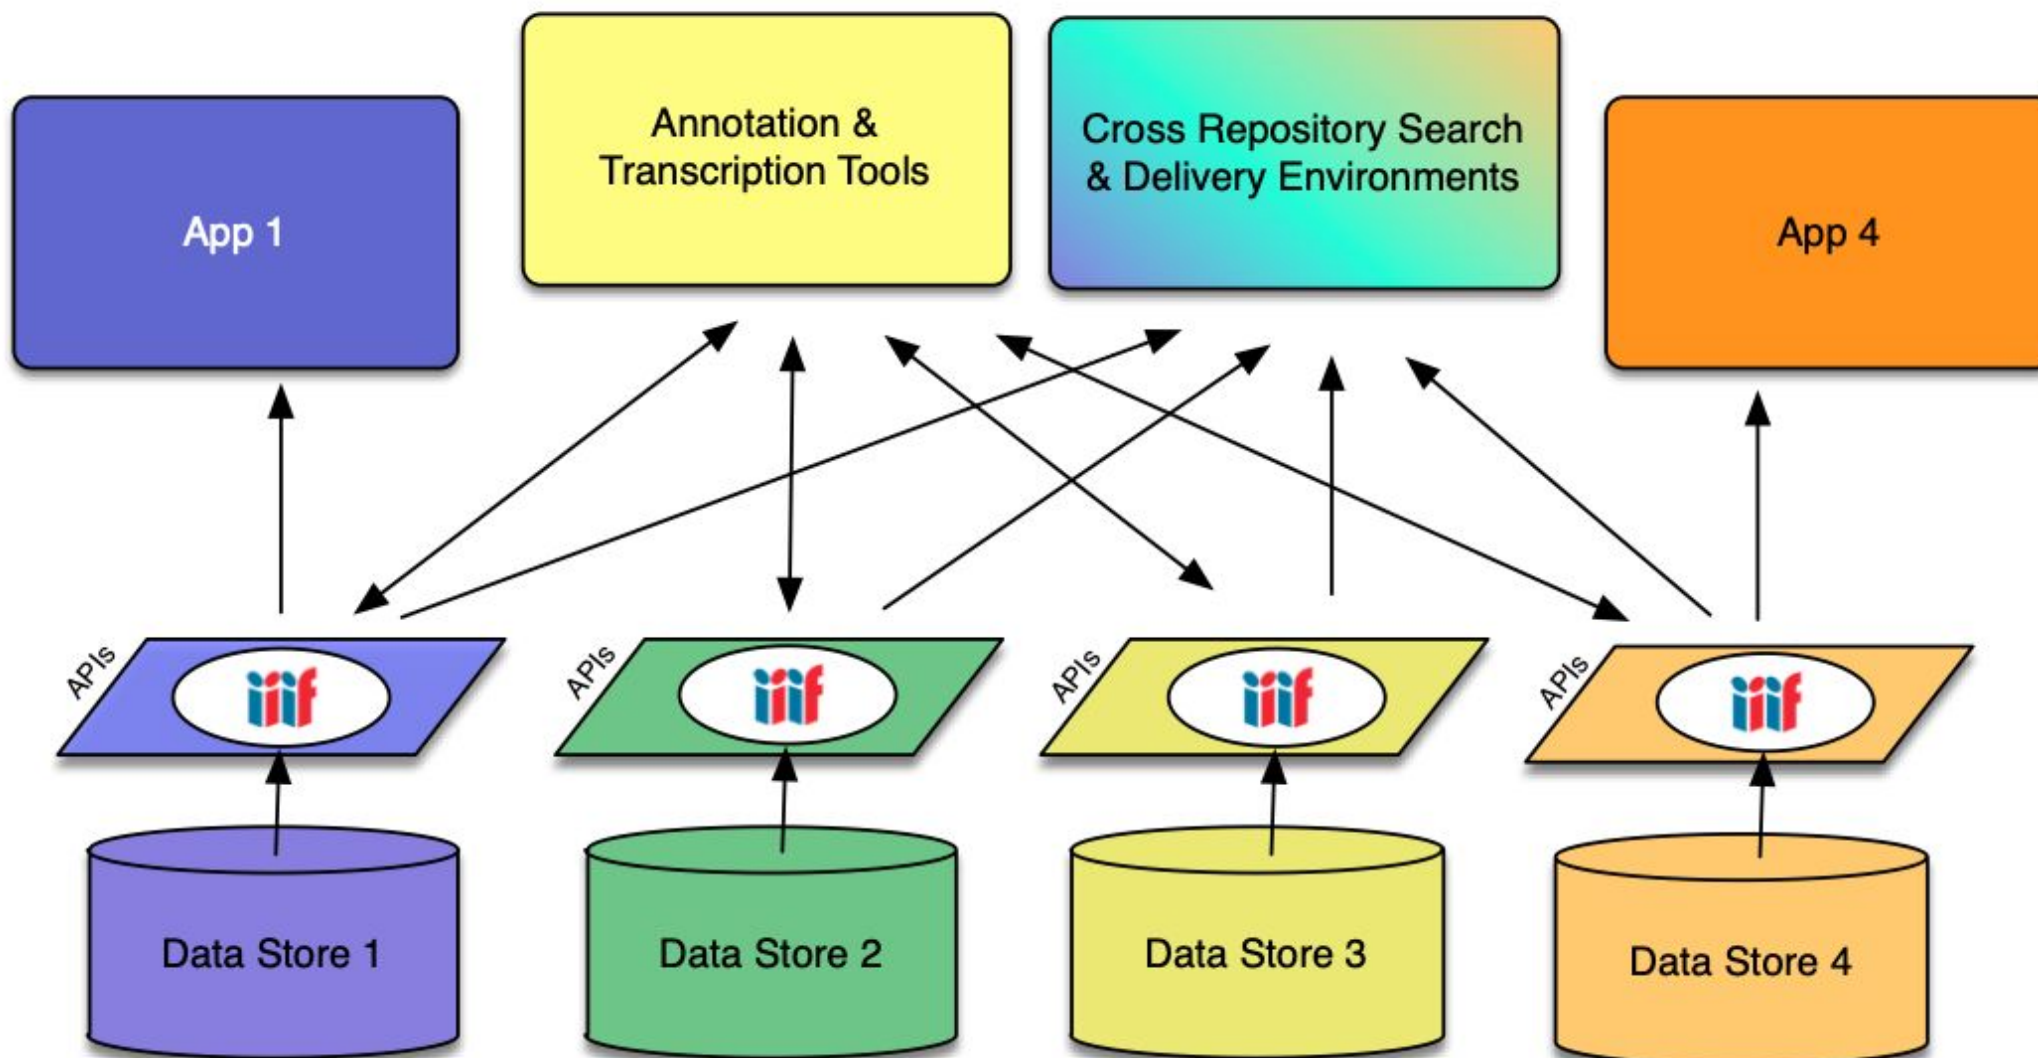 App 1
Annotation &
Transcription Tools
Cross Repository Search
& Delivery Environments
App 4
APIs
iiif
APIs
iiif
APIs
iiif
APIs
iiif
Data Store 1
Data Store 2
Data Store 3
Data Store 4